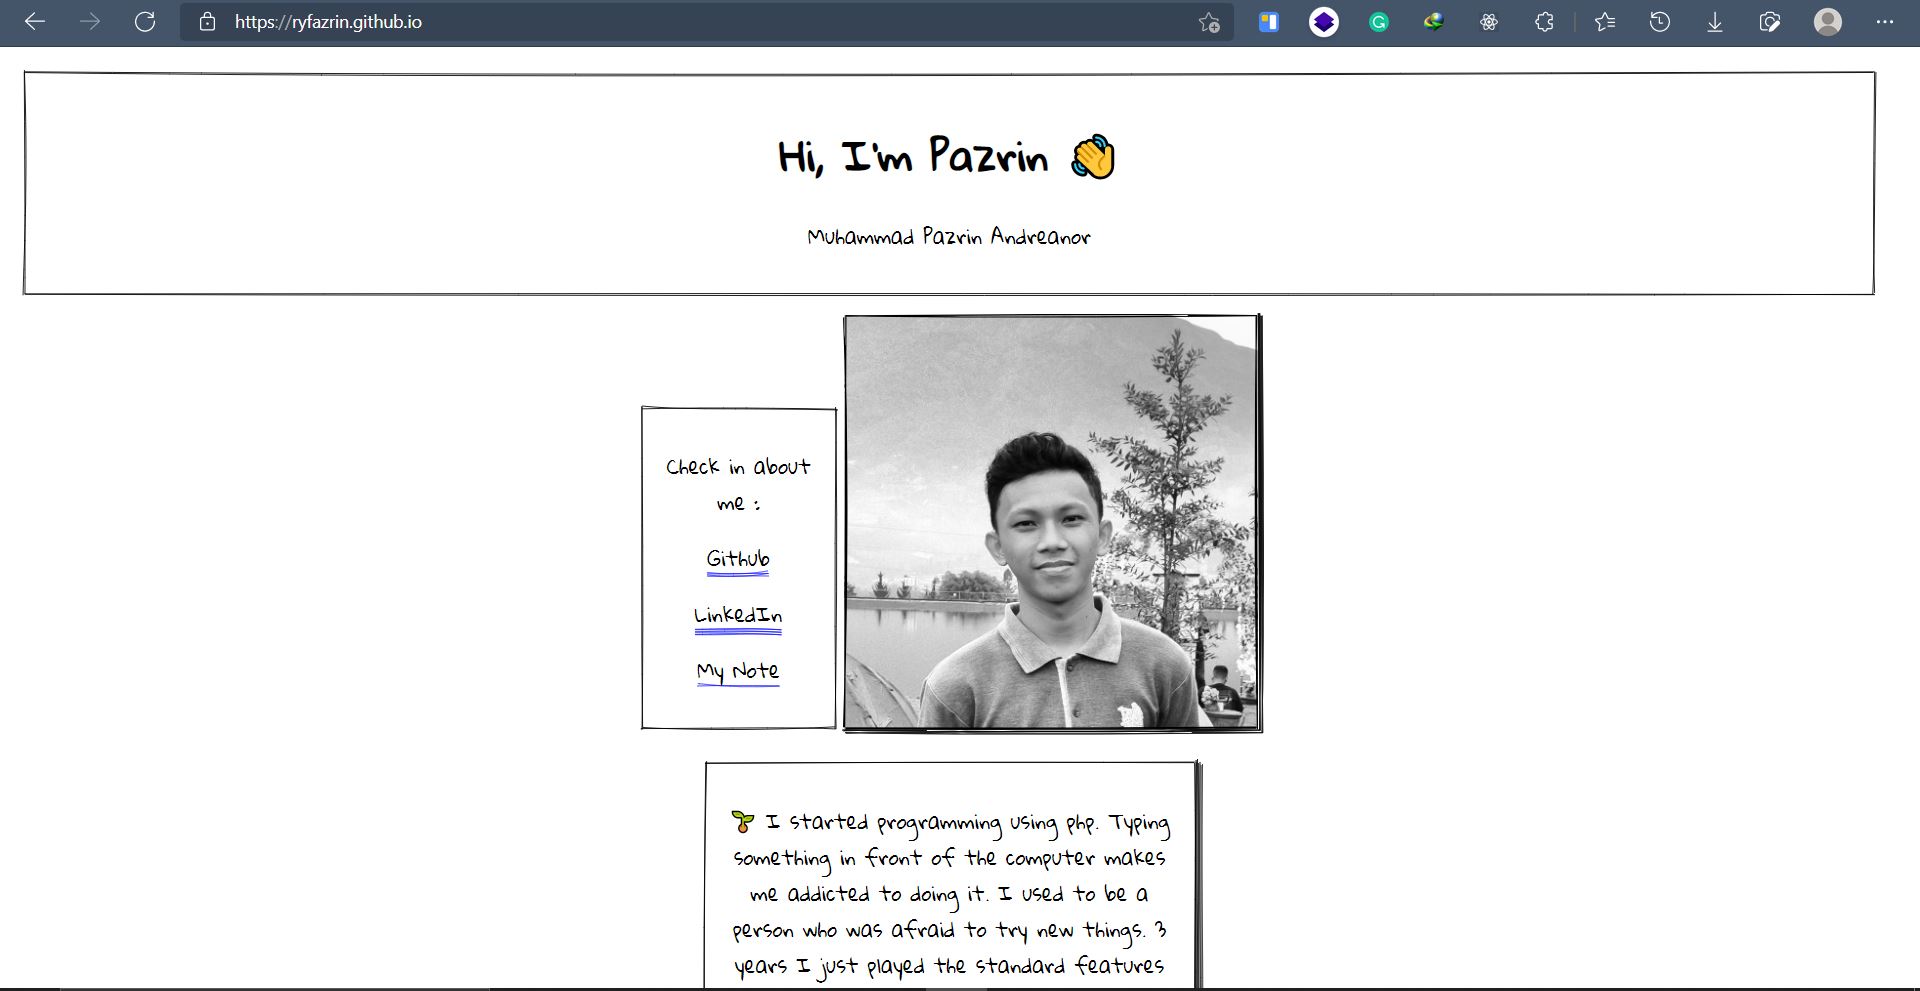 https://ryfazrin.github.io
Hi, I'm Pazrin 👋
Muhammad Pazrin Andreanor
Check in about
me :
Github
LinkedIn
My Note
🌱 I started programming using php. Typing
something in front of the computer makes
me addicted to doing it. I used to be a
person who was afraid to try new things. 3
years I just played the standard features